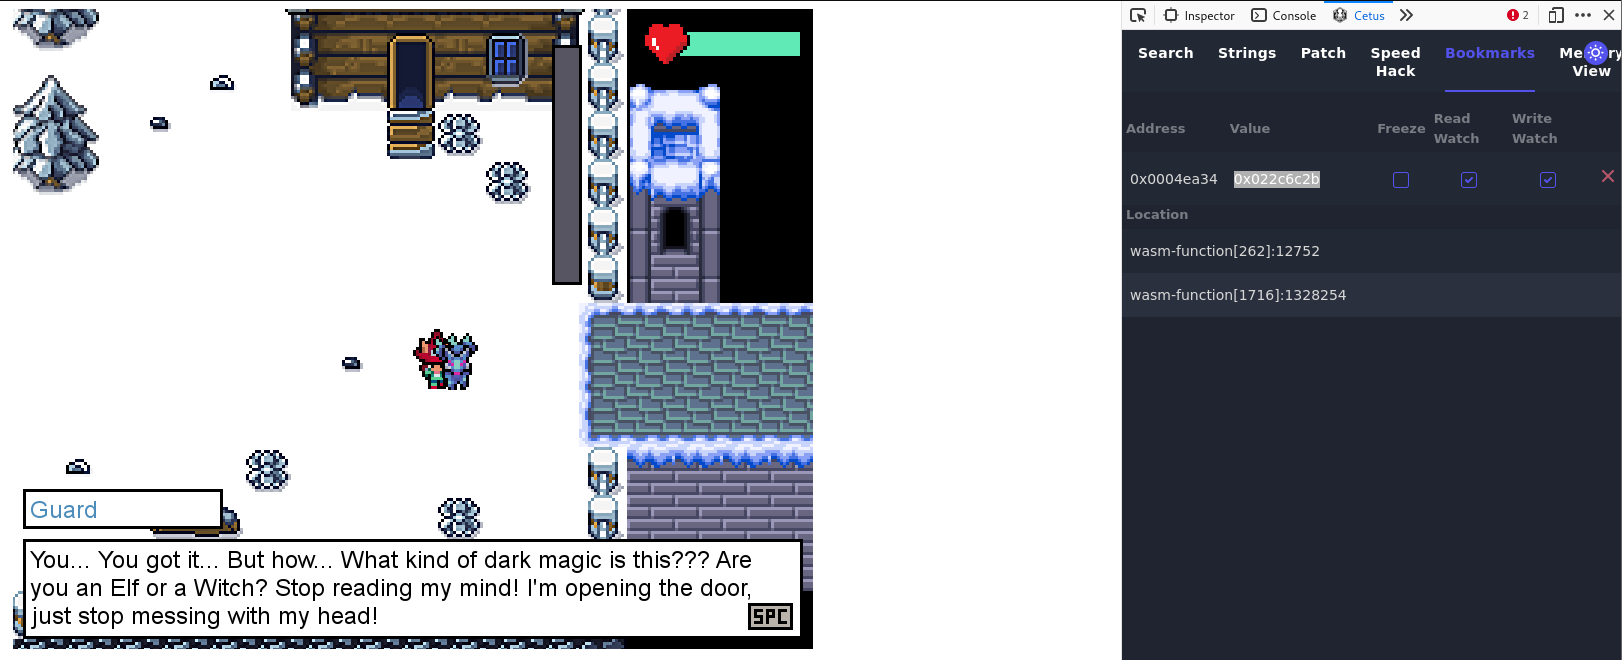 Inspector Console Cetus 2
Search Strings Patch Speed Hack Bookmarks Memory View
Address Value Freeze Read Watch Write Watch
0x0004ea34 0x022c6c2b
Location
wasm-function[262]:12752
wasm-function[1716]:1328254
Guard
You... You got it... But how... What kind of dark magic is this??? Are
you an Elf or a Witch? Stop reading my mind! I'm opening the door,
just stop messing with my head!
SPC